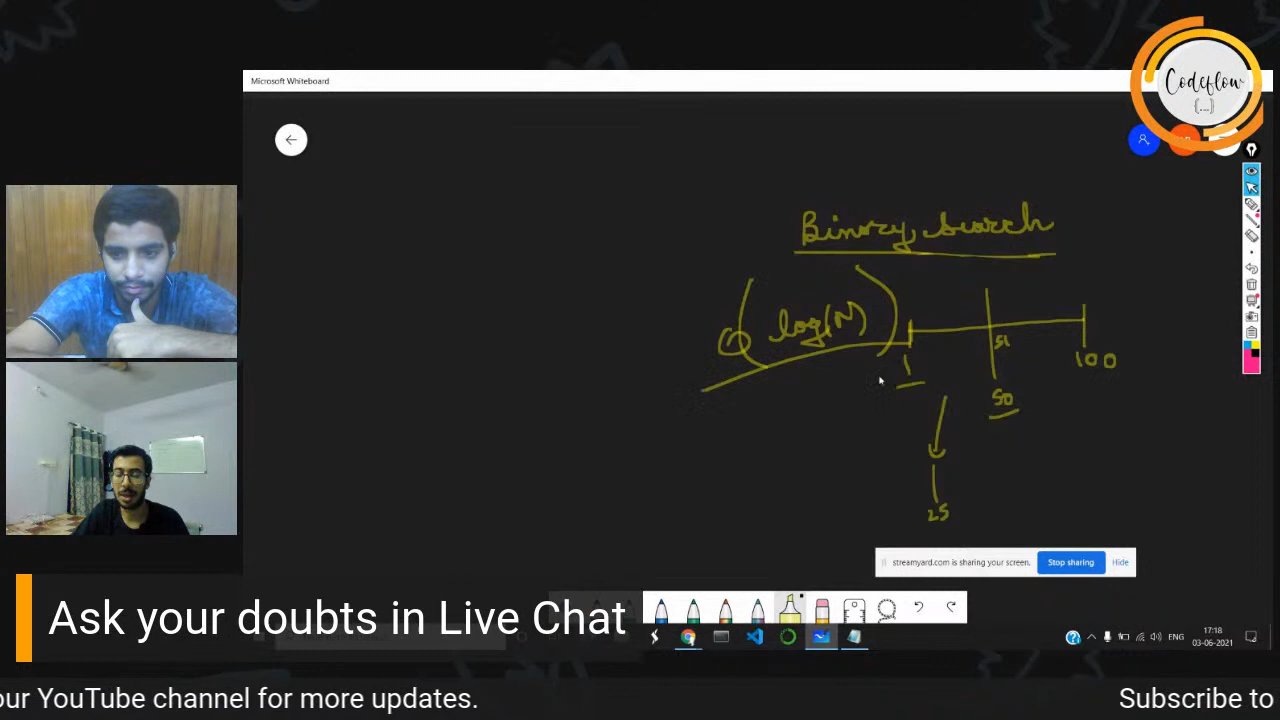 Codeflow
{...}
Microsoft Whiteboard
Binary Search
O(log(N))
51
1
100
50
25
streamyard.com is sharing your screen.
Stop sharing
Hide
Ask your doubts in Live Chat
ENG
17:18
03-06-2021
our YouTube channel for more updates.
Subscribe to